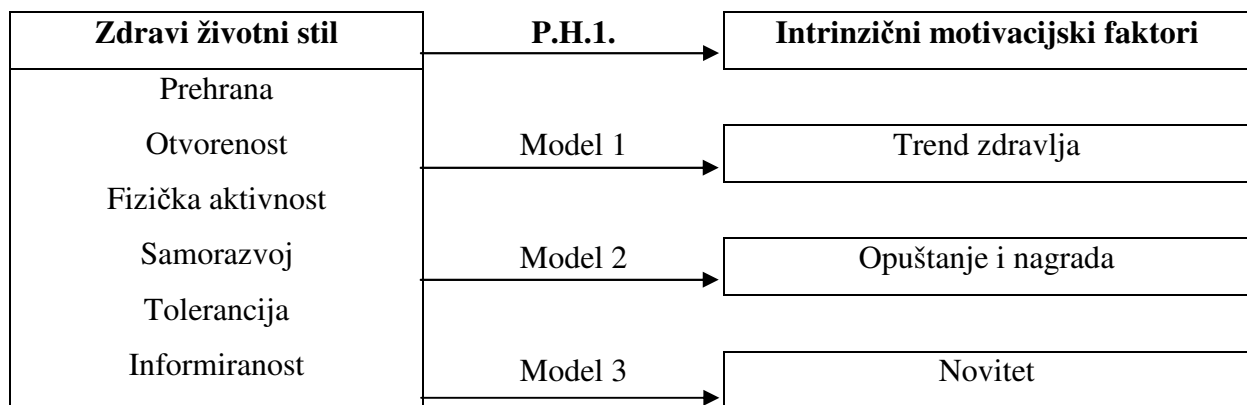 Zdravi životni stil P.H.1. Intrinzični motivacijski faktori
Prehrana
Otvorenost Model 1 Trend zdravlja
Fizička aktivnost
Samorazvoj Model 2 Opuštanje i nagrada
Tolerancija
Informiranost Model 3 Novitet